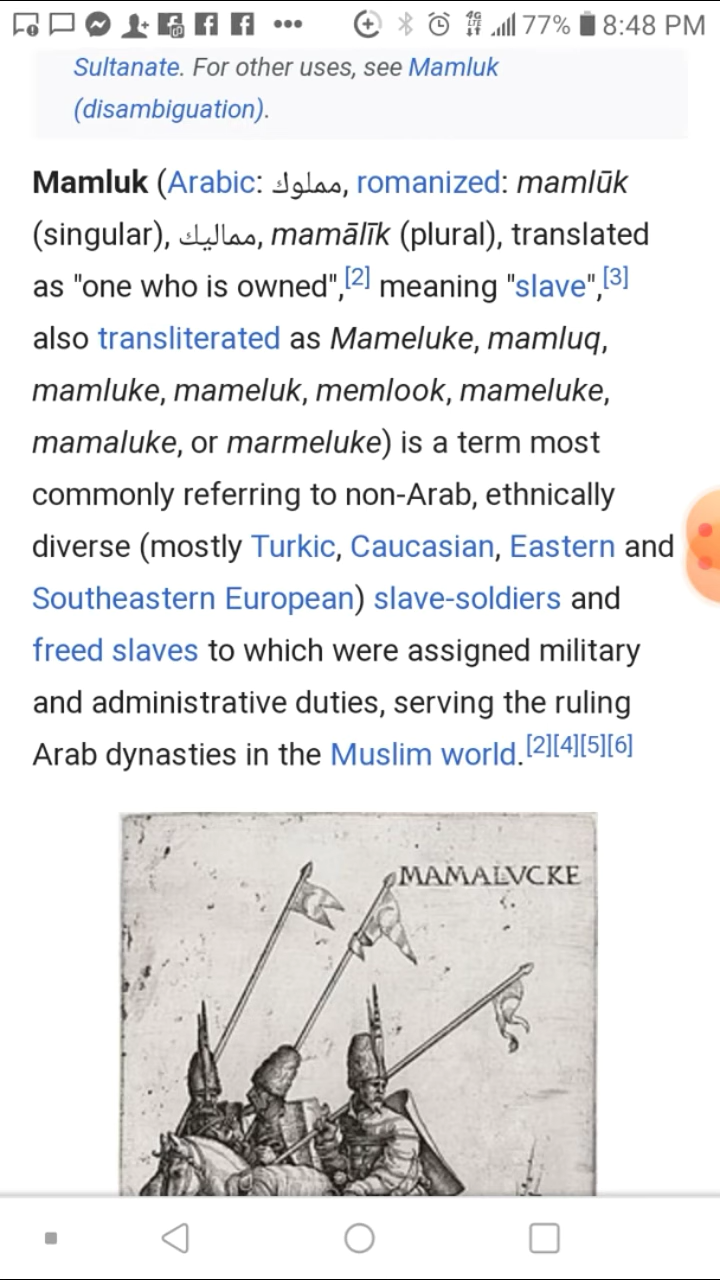 77% 8:48 PM
Sultanate. For other uses, see Mamluk
(disambiguation).
Mamluk (Arabic: مملوك, romanized: mamlūk
(singular), مماليك, mamālīk (plural), translated
as "one who is owned",[2] meaning "slave",[3]
also transliterated as Mameluke, mamluq,
mamluke, mameluk, memlook, mameluke,
mamaluke, or marmeluke) is a term most
commonly referring to non-Arab, ethnically
diverse (mostly Turkic, Caucasian, Eastern and
Southeastern European) slave-soldiers and
freed slaves to which were assigned military
and administrative duties, serving the ruling
Arab dynasties in the Muslim world.[2][4][5][6]
MAMALVCKE